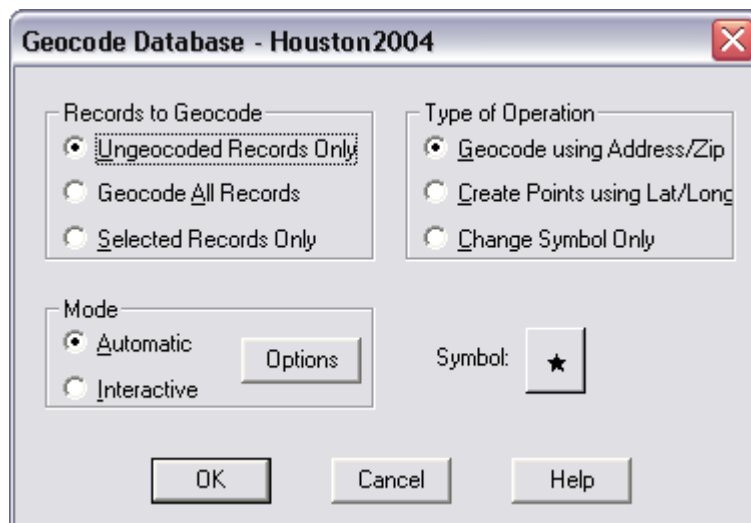 Geocode Database - Houston2004
Records to Geocode
Ungeocoded Records Only
Geocode All Records
Selected Records Only
Type of Operation
Geocode using Address/Zip
Create Points using Lat/Long
Change Symbol Only
Mode
Automatic
Interactive
Options
Symbol:
OK
Cancel
Help